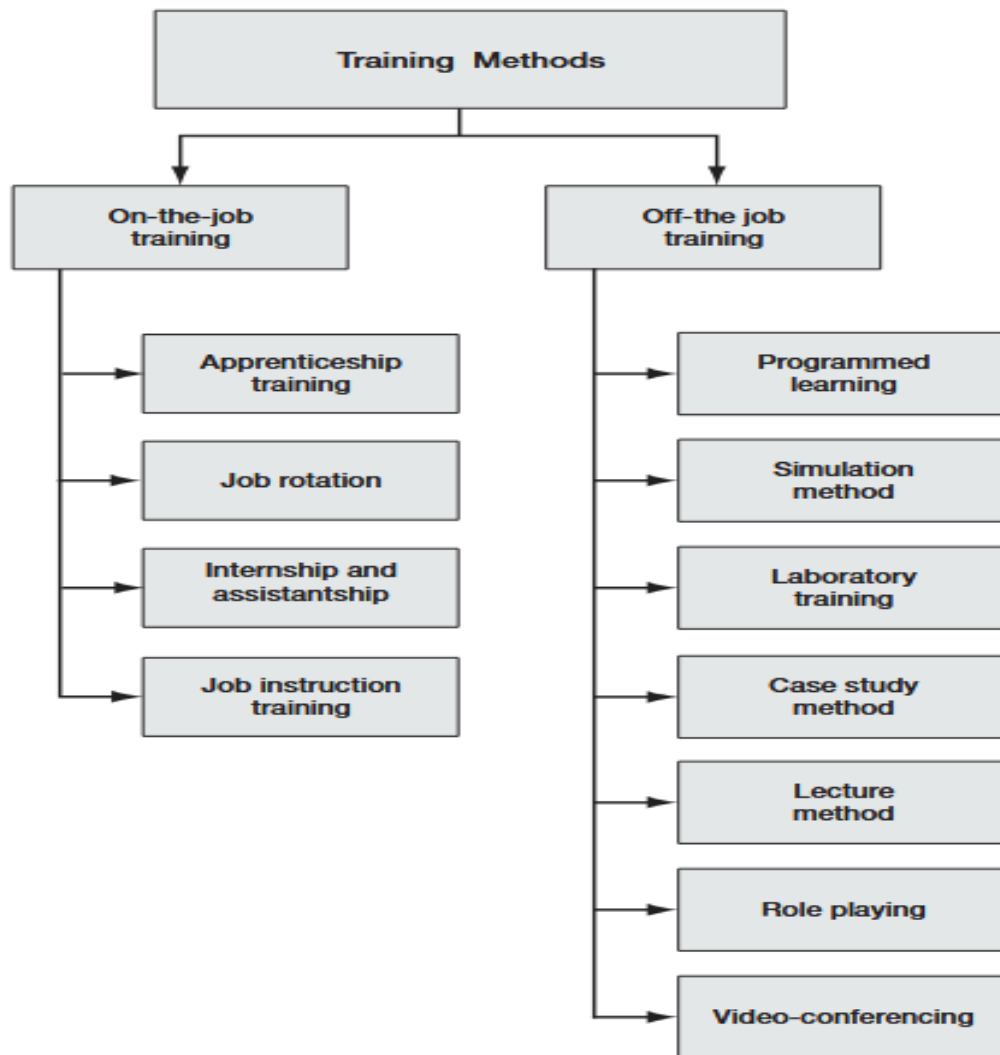 Training Methods
On-the-job
training
Off-the job
training
Apprenticeship
training
Job rotation
Internship and
assistantship
Job instruction
training
Programmed
learning
Simulation
method
Laboratory
training
Case study
method
Lecture
method
Role playing
Video-conferencing